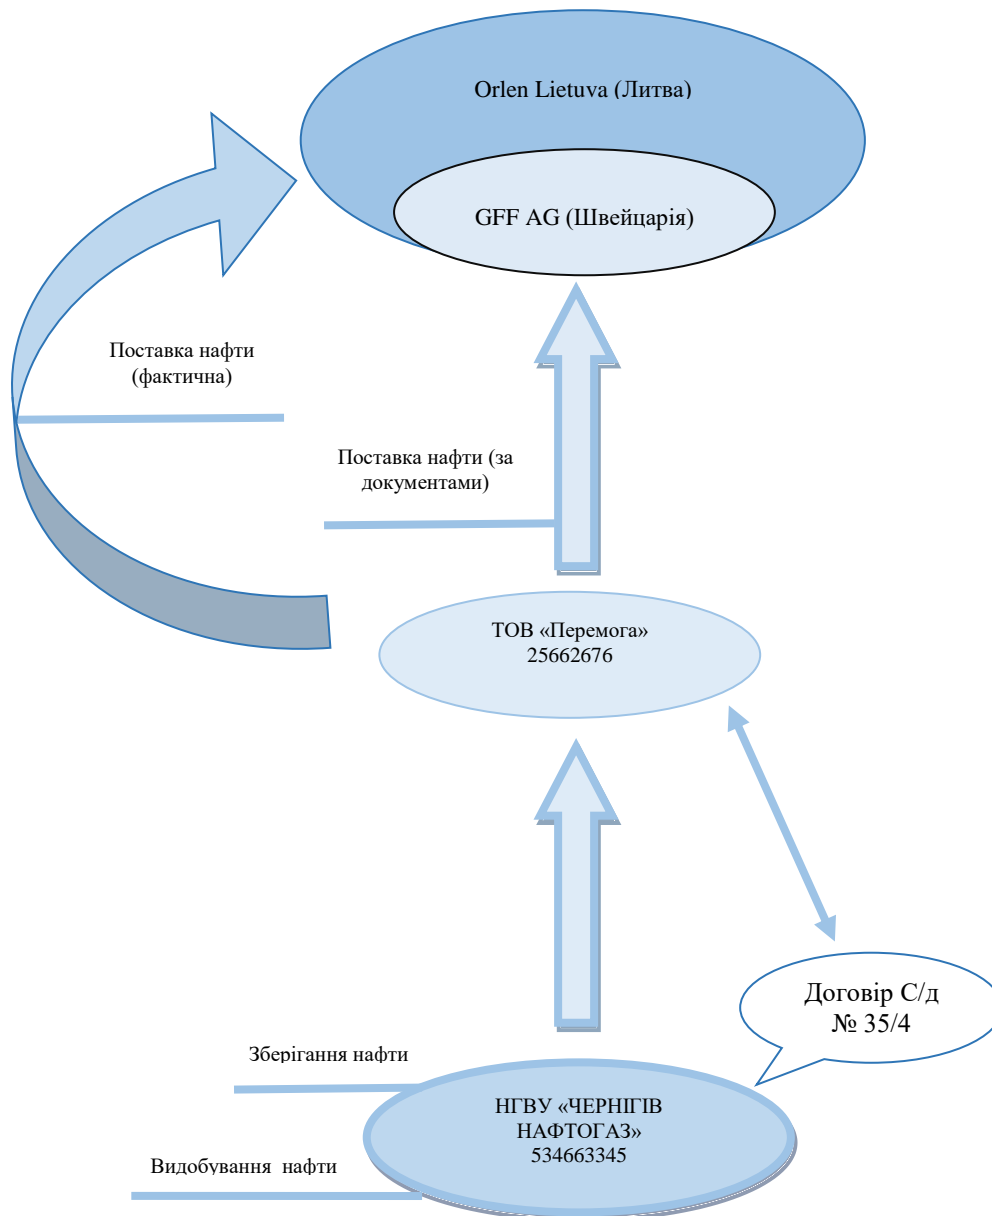 Orlen Lietuva (Литва)
GFF AG (Швейцарія)
Поставка нафти
(фактична)
Поставка нафти (за
документами)
ТОВ «Перемога»
25662676
Договір С/д
№ 35/4
Зберігання нафти
НГВУ «ЧЕРНІГІВ
НАФТОГАЗ»
534663345
Видобування нафти